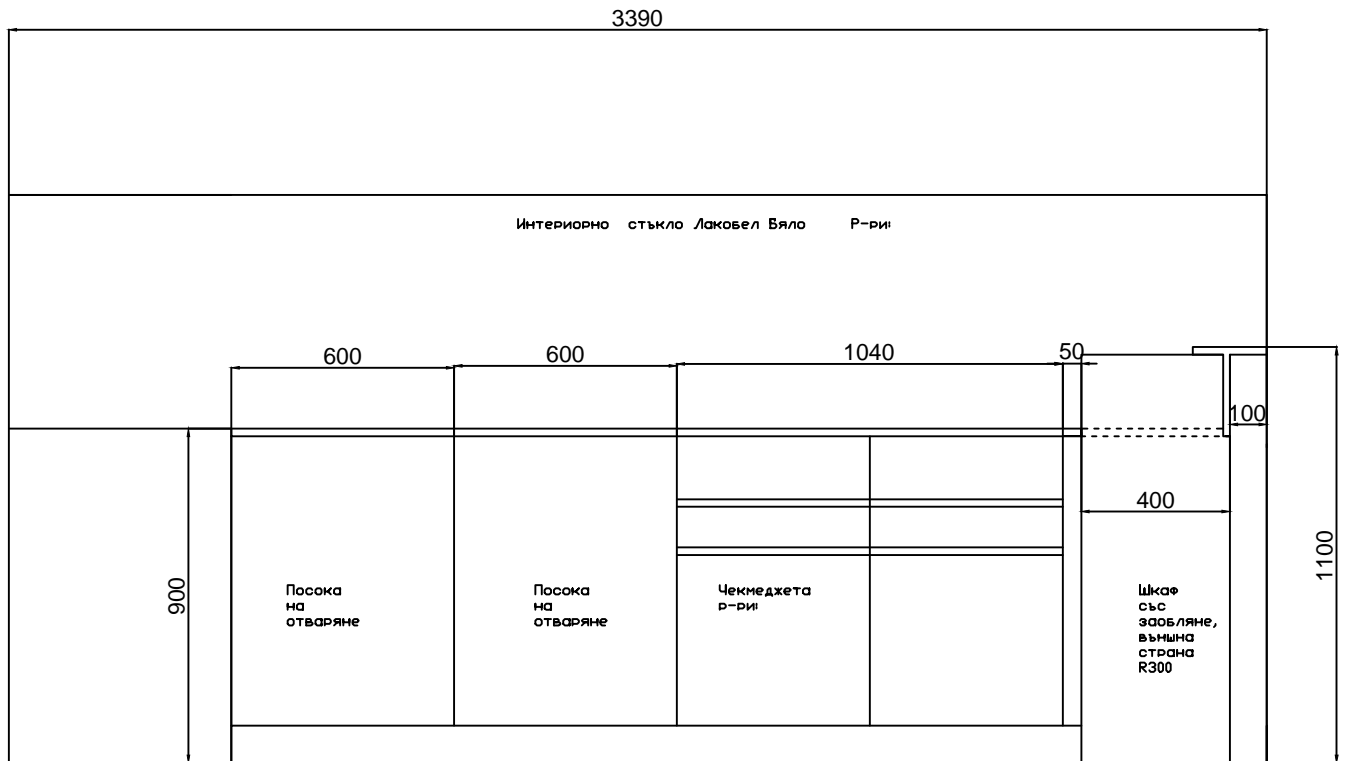 3390
Интериорно стъкло Лакобел Бяло Р-ри:
600
600
1040
50
100
400
900
1100
Посока
на
отваряне
Посока
на
отваряне
Чекмеджета
р-ри:
Шкаф
със
заобляне,
външна
страна
R300